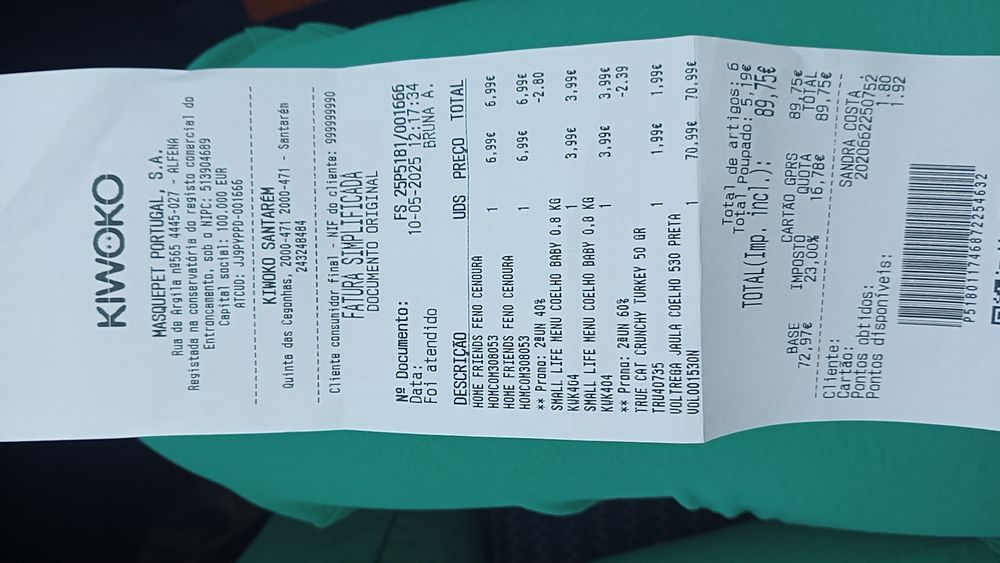 KIWOKO
MASQUEPET PORTUGAL, S.A.
Rua da Argila nº565 4445-027 - ALFENA
Registada na conservatória do registo comercial do
Entroncamento, sob o NIPC: 513904689
Capital social: 100.000 EUR
ATCUD: JJ9PYPPD-001666
KIWOKO SANTARÉM
Quinta das Cegonhas, 2000-471 2000-471 - Santarém
243248484
Cliente consumidor final - NIF do cliente: 999999990
FATURA SIMPLIFICADA
DOCUMENTO ORIGINAL
Nº Documento: FS 25P5181/001666
Data: 10-05-2025 12:17:34
Foi atendido BRUNA A.
DESCRIÇÃO UDS PREÇO TOTAL
HOME FRIENDS FENO CENOURA
HOMCOM308053 1 6,99€ 6,99€
HOME FRIENDS FENO CENOURA
HOMCOM308053 1 6,99€ 6,99€
** Promo: 2ªUN 40% -2.80
SMALL LIFE MENU COELHO BABY 0.8 KG
KWK404 1 3,99€ 3,99€
SMALL LIFE MENU COELHO BABY 0.8 KG
KWK404 1 3,99€ 3,99€
** Promo: 2ªUN 60% -2.39
TRUE CAT CRUNCHY TURKEY 50 GR
TRU40735 1 1,99€ 1,99€
VOLTREGA JAULA COELHO 530 PRETA
VOL001530N 1 70,99€ 70,99€
Total de artigos: 6
Total Poupado: 5,19€
TOTAL(Imp. incl.): 89,75€
CARTÃO GPRS 89,75€
BASE IMPOSTO QUOTA TOTAL
72,97€ 23,00% 16,78€ 89,75€
Cliente: SANDRA COSTA
Cartão: 2020662260752
Pontos obtidos: 1.80
Pontos disponíveis: 1.92
P518011746872254632